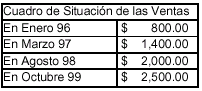 Cuadro de Situación de las Ventas
En Enero 96 $ 800.00
En Marzo 97 $ 1,400.00
En Agosto 98 $ 2,000.00
En Octubre 99 $ 2,500.00